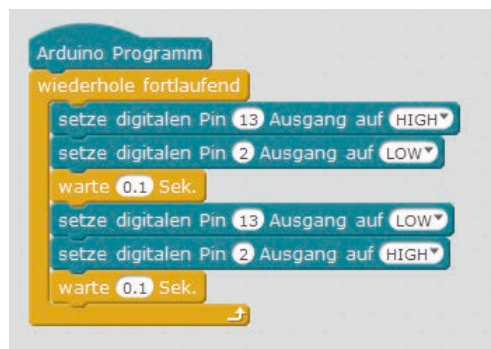 Arduino Programm
wiederhole fortlaufend
setze digitalen Pin 13 Ausgang auf HIGH
setze digitalen Pin 2 Ausgang auf LOW
warte 0.1 Sek.
setze digitalen Pin 13 Ausgang auf LOW
setze digitalen Pin 2 Ausgang auf HIGH
warte 0.1 Sek.